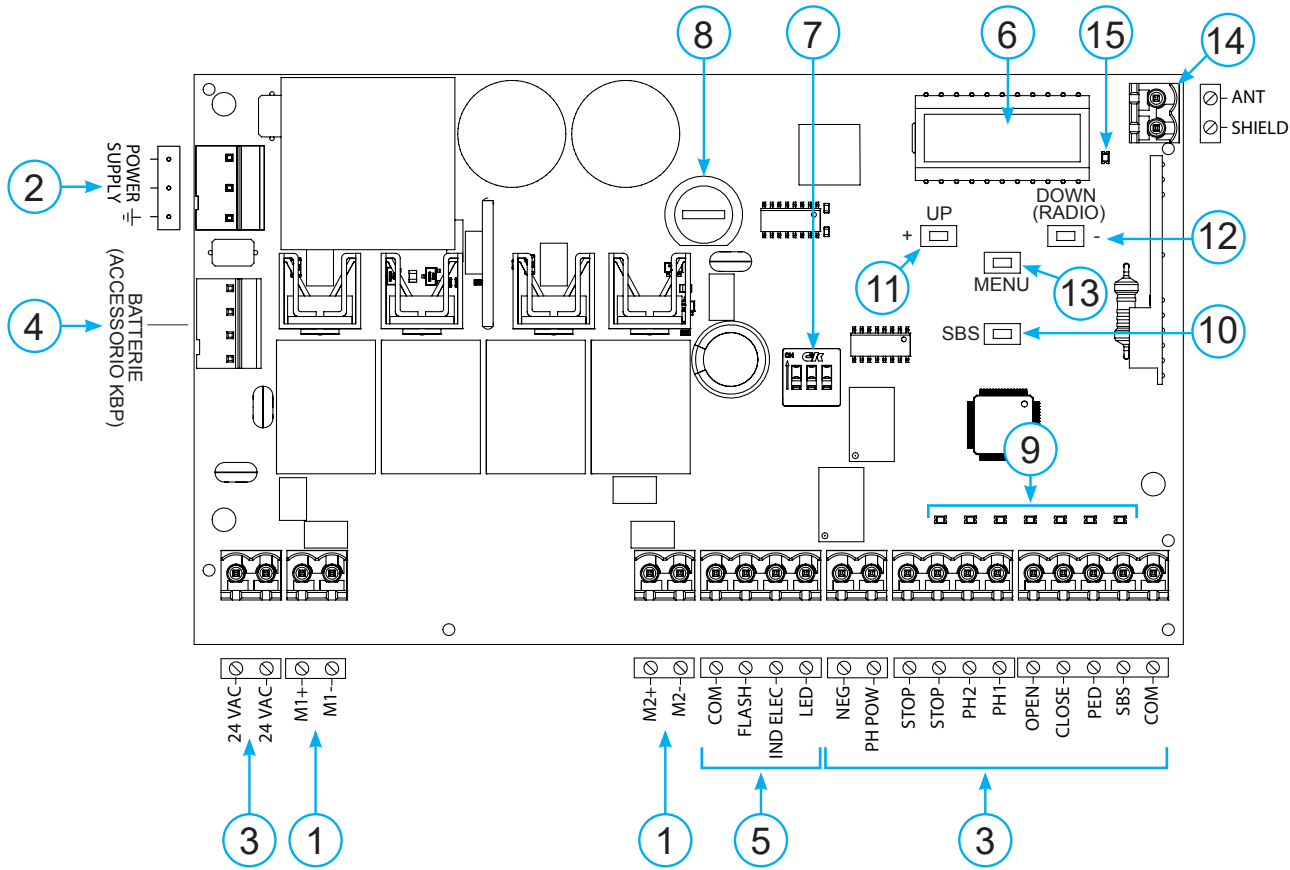 8
7
6
15
14
ANT
SHIELD
2
POWER
SUPPLY
UP
+
DOWN
(RADIO)
-
12
11
MENU
13
4
BATTERIE
(ACCESSORIO KBP)
SBS
10
ON
9
24 VAC
24 VAC
M1+
M1-
M2+
M2-
COM
FLASH
IND ELEC
LED
NEG
PH POW
STOP
STOP
PH2
PH1
OPEN
CLOSE
PED
SBS
COM
3
1
1
5
3